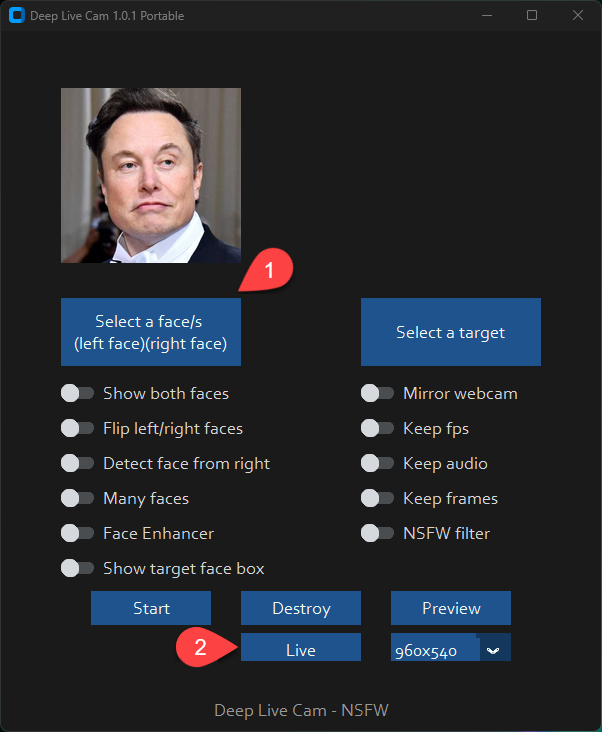 Deep Live Cam 1.0.1 Portable
1
Select a face/s
(left face)(right face)
Select a target
Show both faces
Mirror webcam
Flip left/right faces
Keep fps
Detect face from right
Keep audio
Many faces
Keep frames
Face Enhancer
NSFW filter
Show target face box
Start
Destroy
Preview
2
Live
960x540
Deep Live Cam - NSFW